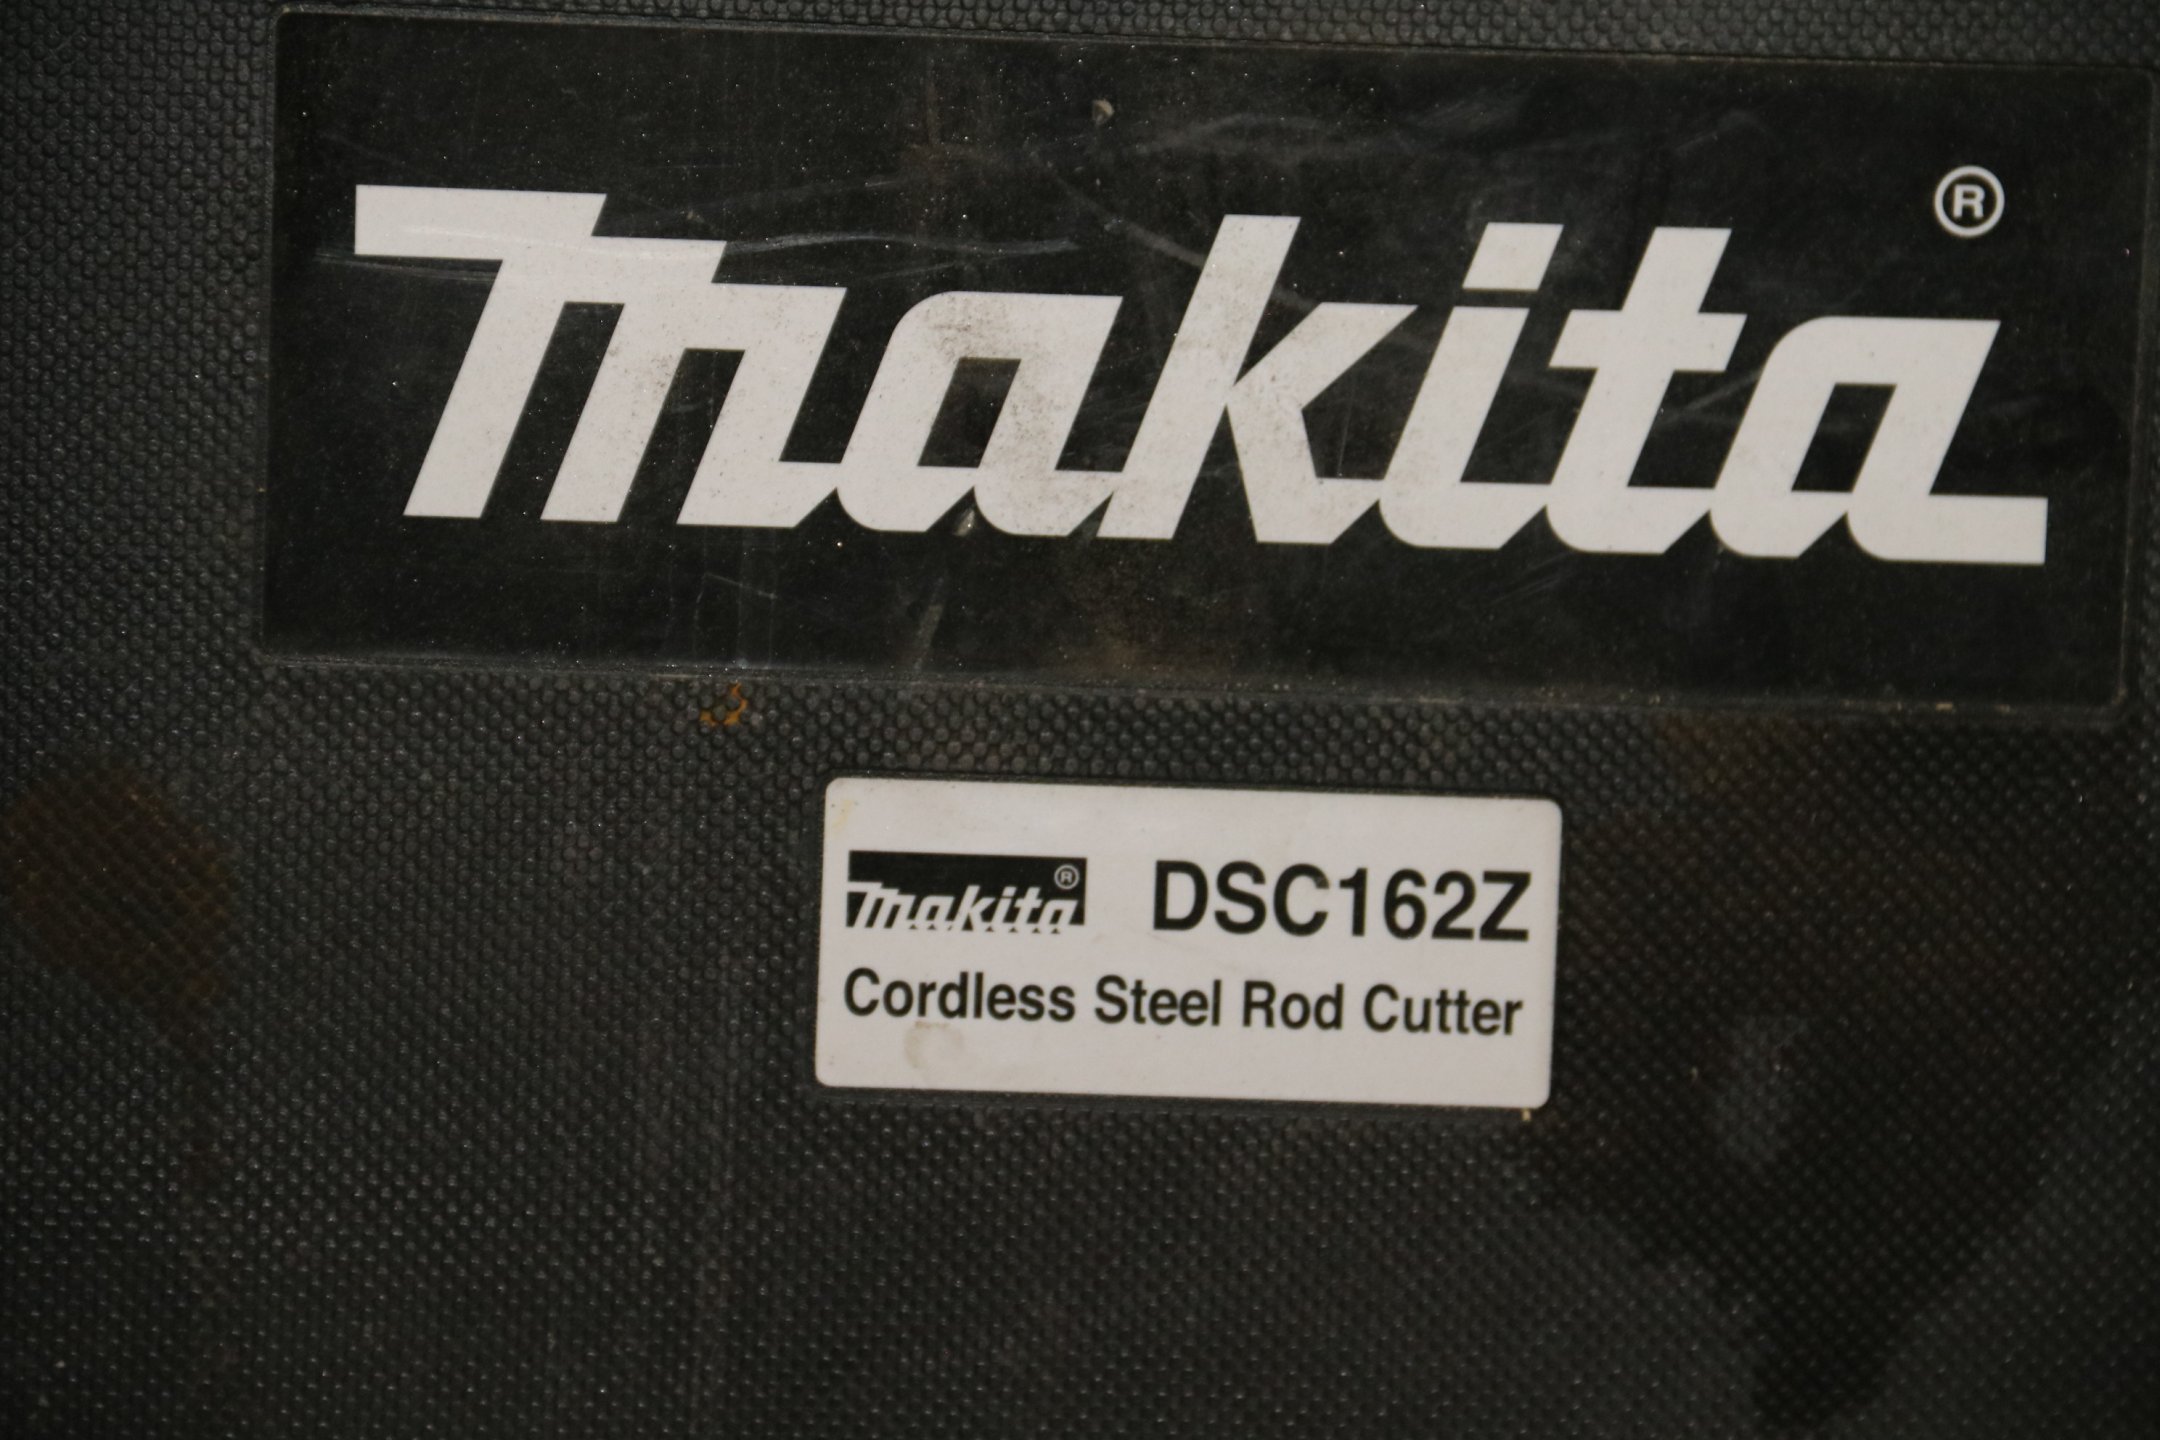 makita®
makita® DSC162Z
Cordless Steel Rod Cutter